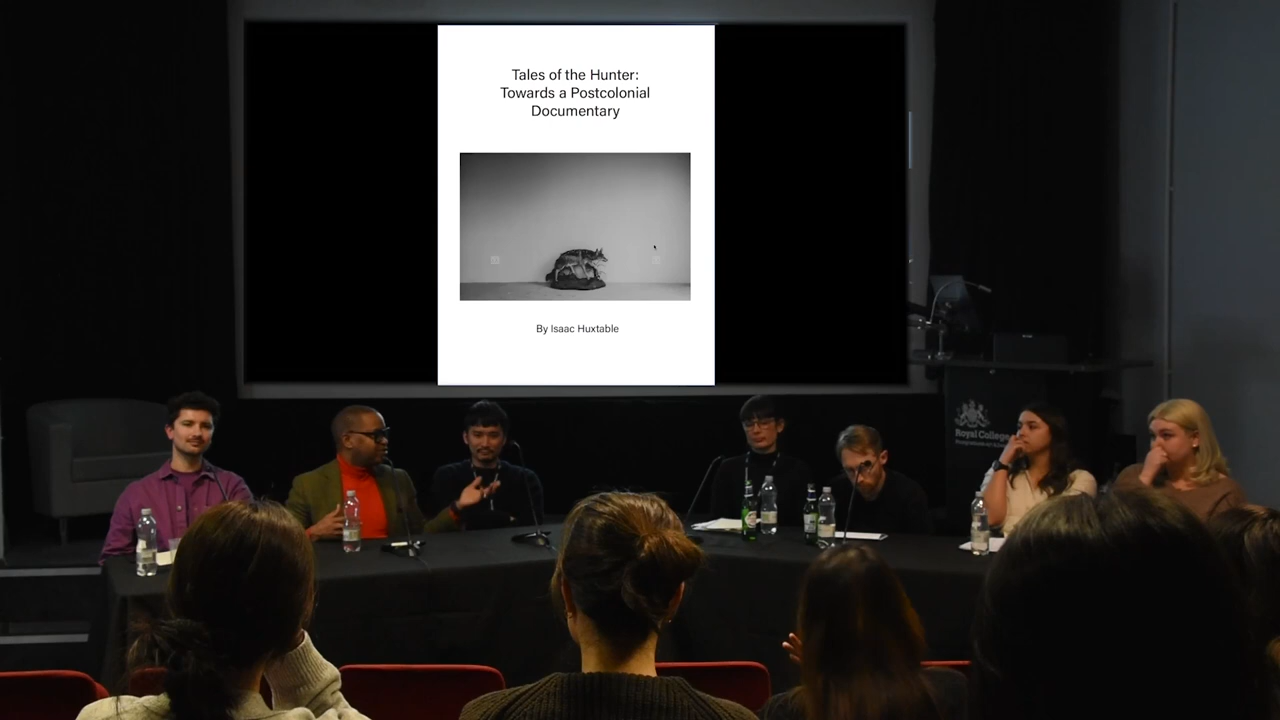 Tales of the Hunter:
Towards a Postcolonial
Documentary
By Isaac Huxtable
Royal College